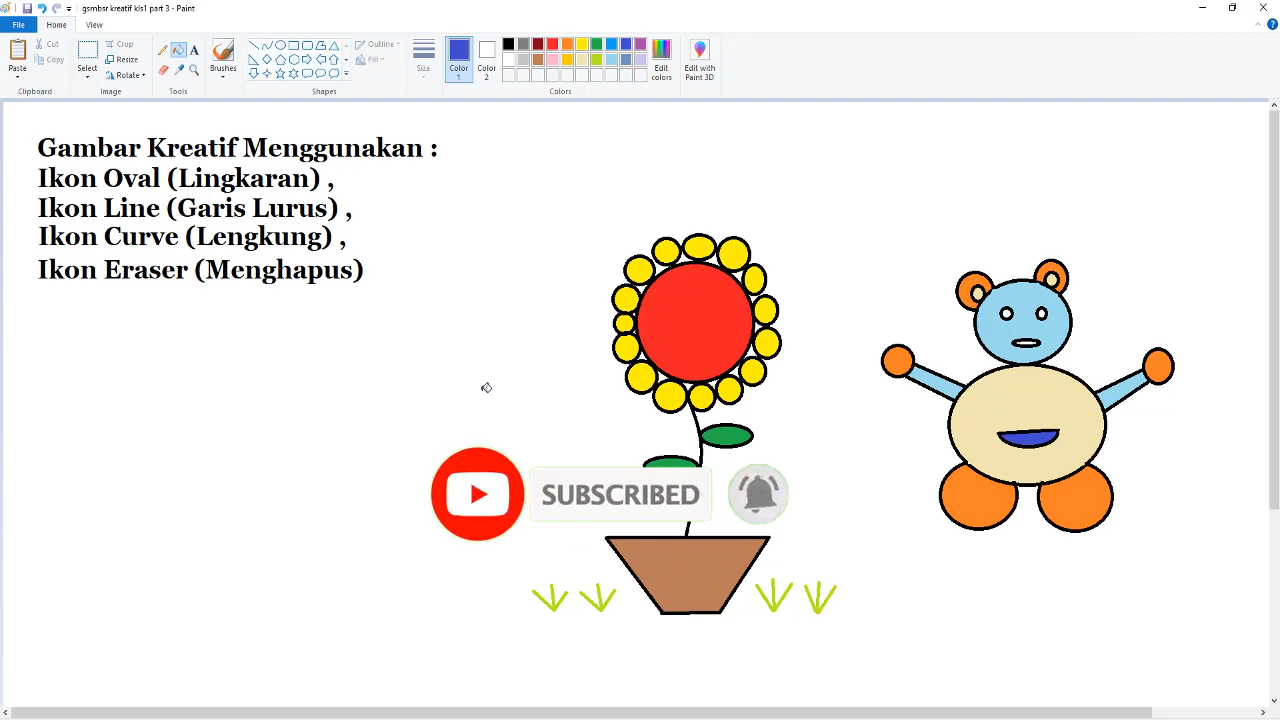 gsmbsr kreatif kls1 part 3 - Paint
File Home View
Paste
Cut
Copy
Clipboard
Select
Crop
Resize
Rotate
Image
Tools
Brushes
Shapes
Outline
Fill
Size
Color 1
Color 2
Colors
Edit colors
Edit with Paint 3D
Gambar Kreatif Menggunakan :
Ikon Oval (Lingkaran) ,
Ikon Line (Garis Lurus) ,
Ikon Curve (Lengkung) ,
Ikon Eraser (Menghapus)
SUBSCRIBED